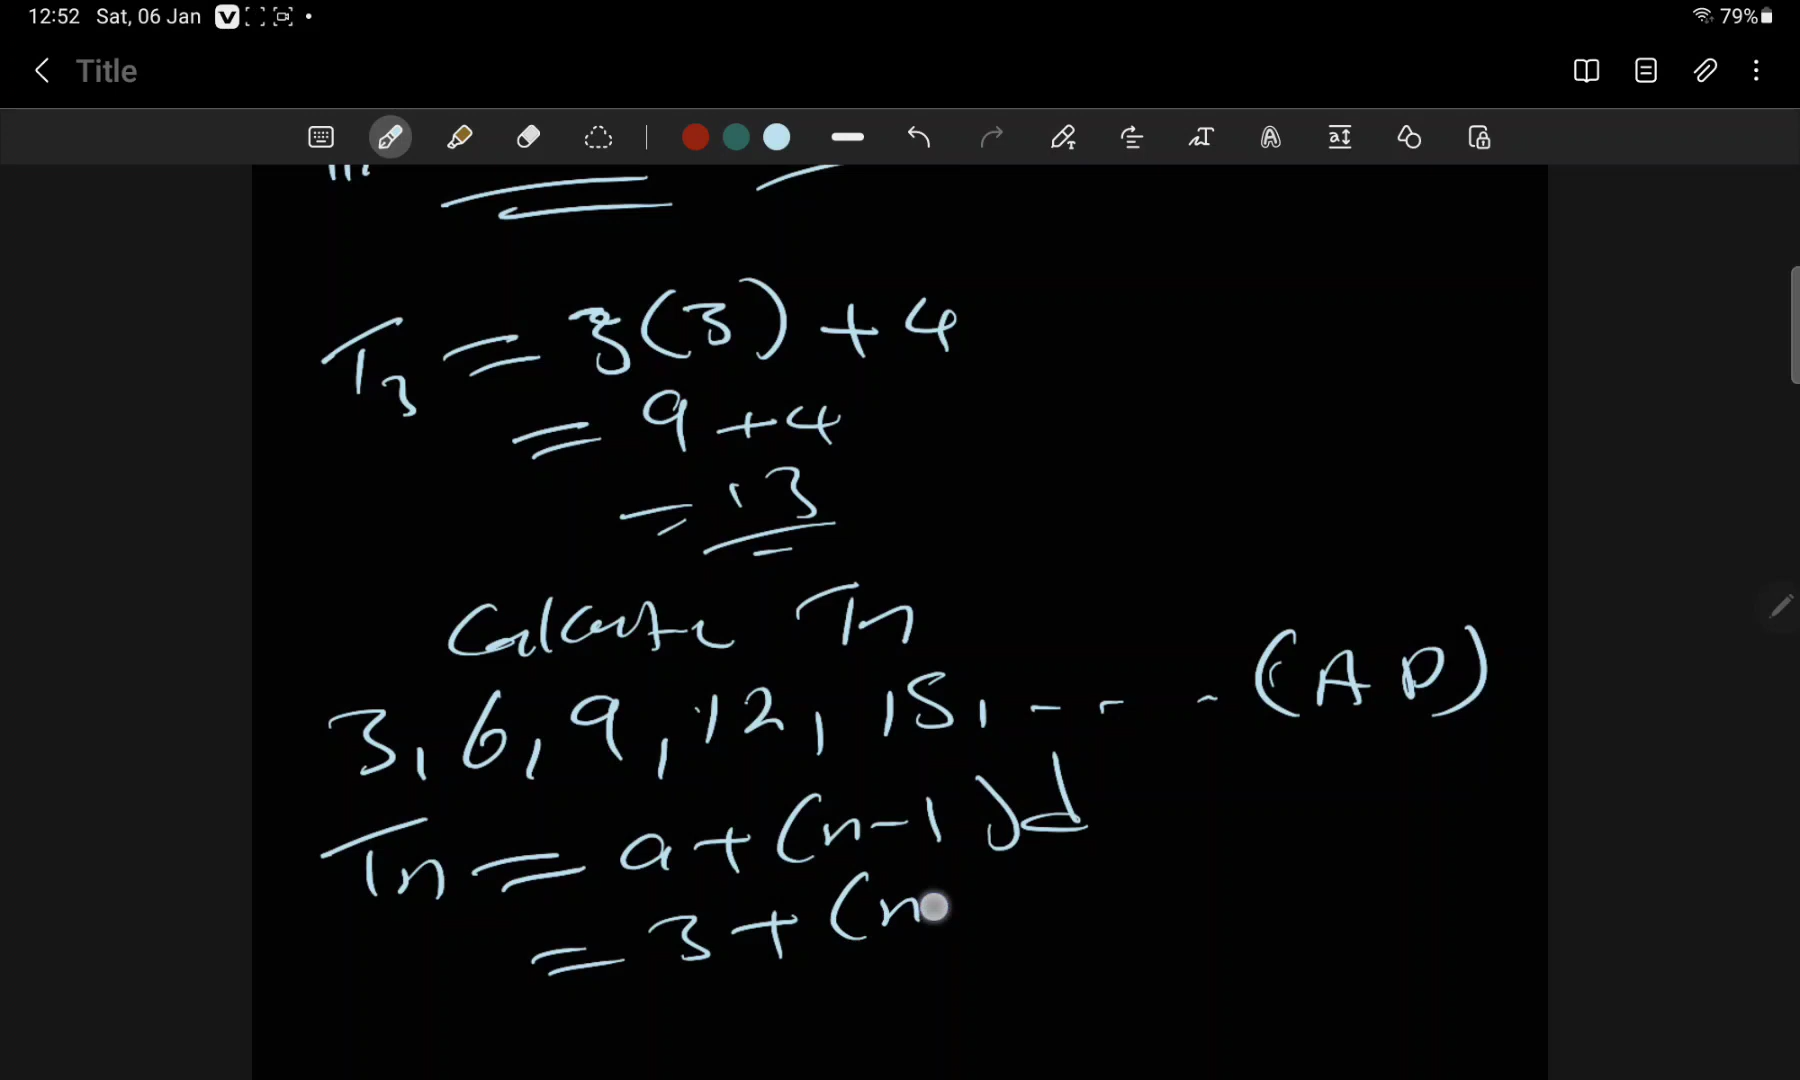 12:52 Sat, 06 Jan
79%
Title
T3 = 3(3) + 4
= 9 + 4
= 13
Calculate Tn
3, 6, 9, 12, 15, - - - (AP)
Tn = a + (n-1)d
= 3 + (n